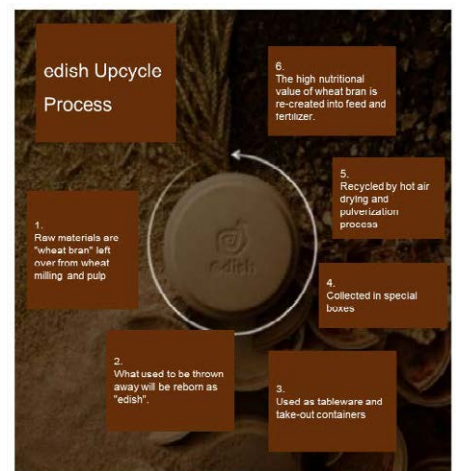 edish Upcycle
Process
6.
The high nutritional
value of wheat bran is
re-created into feed and
fertilizer.
5.
Recycled by hot air
drying and
pulverization
process
1.
Raw materials are
"wheat bran" left
over from wheat
milling and pulp
edish
4.
Collected in special
boxes
2.
What used to be thrown
away will be reborn as
"edish".
3.
Used as tableware and
take-out containers